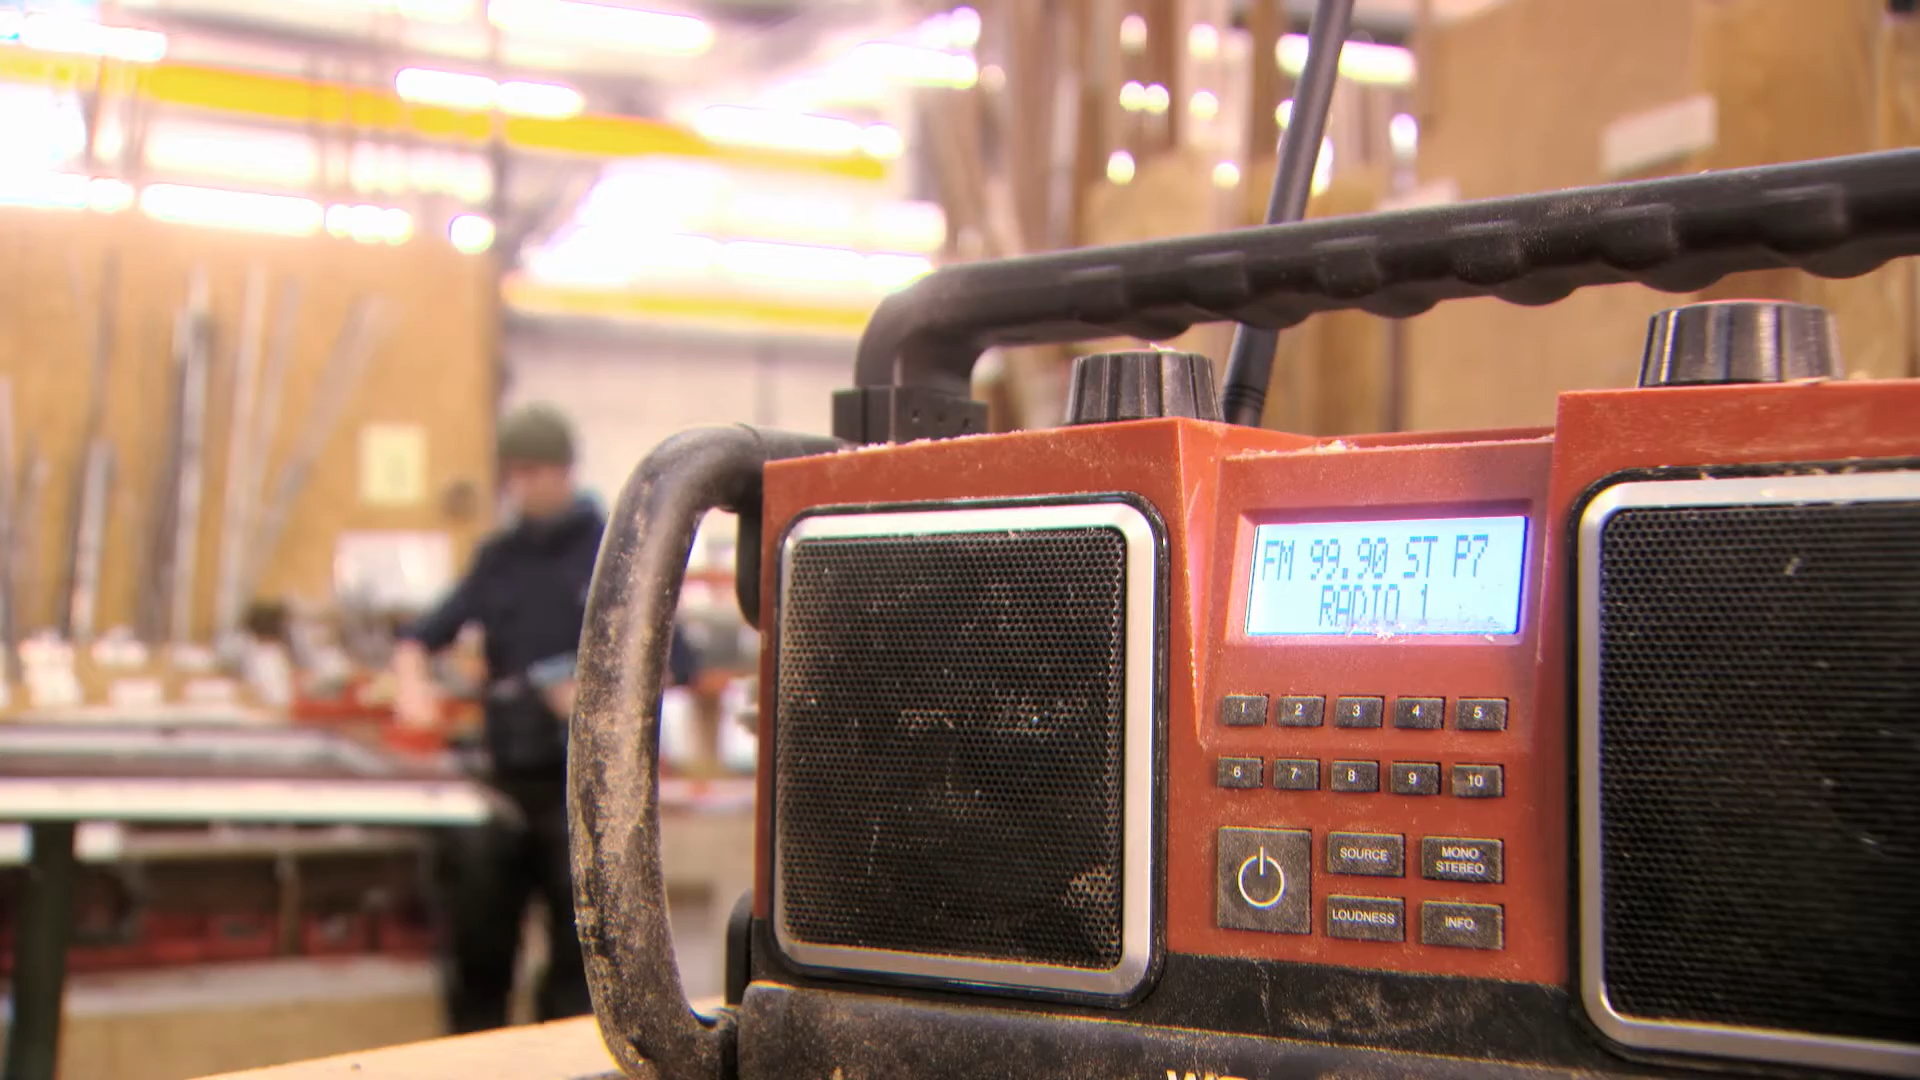 FM 99.90 ST P7
RADIO 1
1 2 3 4 5
6 7 8 9 10
SOURCE
MONO
STEREO
LOUDNESS
INFO